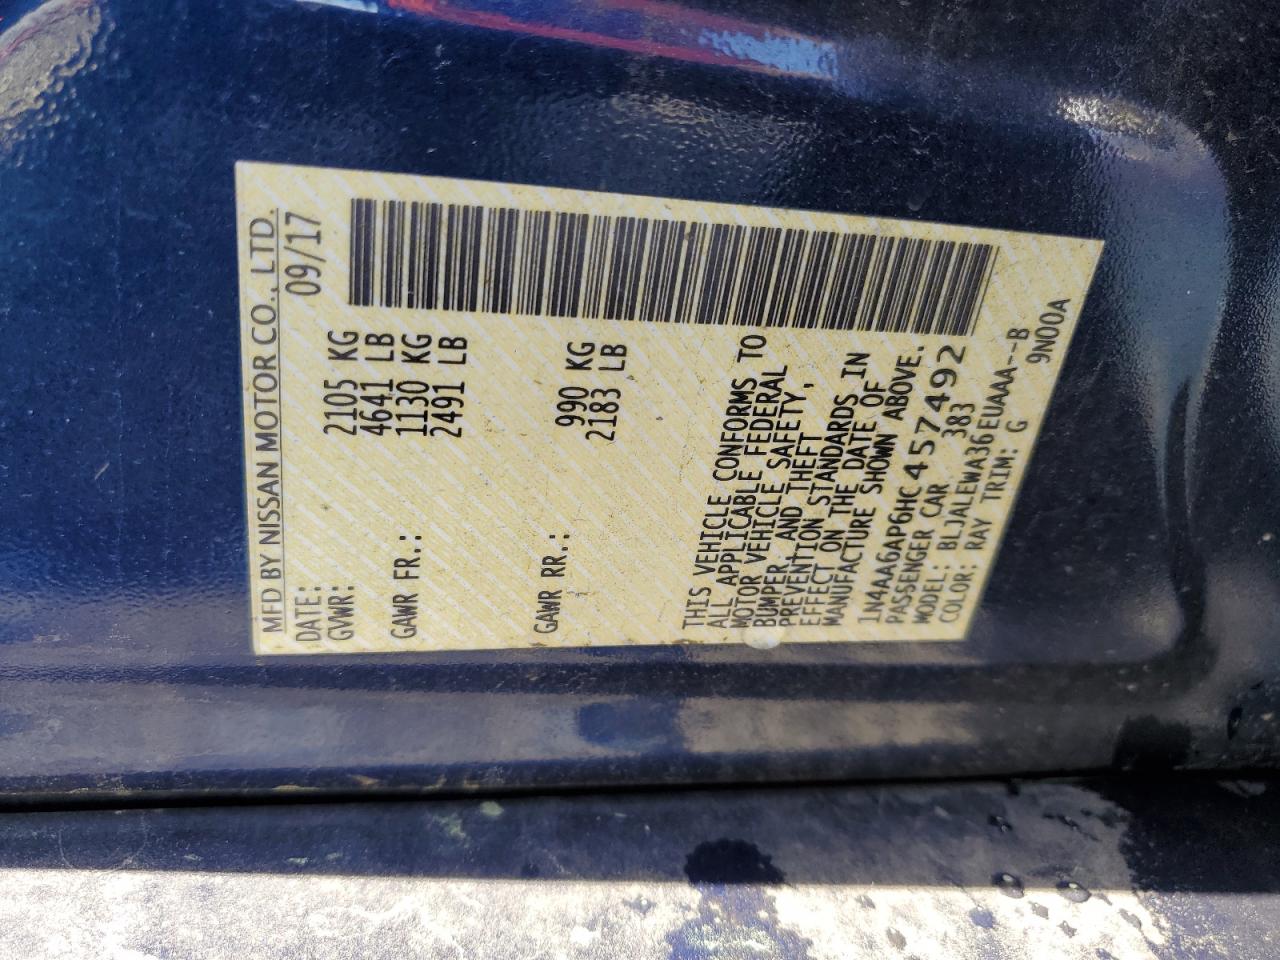 MFD BY NISSAN MOTOR CO., LTD.
DATE: 09/17
GVWR: 2105 KG
4641 LB
GAWR FR.: 1130 KG
2491 LB
GAWR RR.: 990 KG
2183 LB
THIS VEHICLE CONFORMS TO
ALL APPLICABLE FEDERAL
MOTOR VEHICLE SAFETY,
BUMPER, AND THEFT
PREVENTION STANDARDS IN
EFFECT ON THE DATE OF
MANUFACTURE SHOWN ABOVE.
1N4AA6AP6HC457492
PASSENGER CAR 383
MODEL: BLJALEWA36EUAAA--B
COLOR: RAY TRIM: G 9N00A